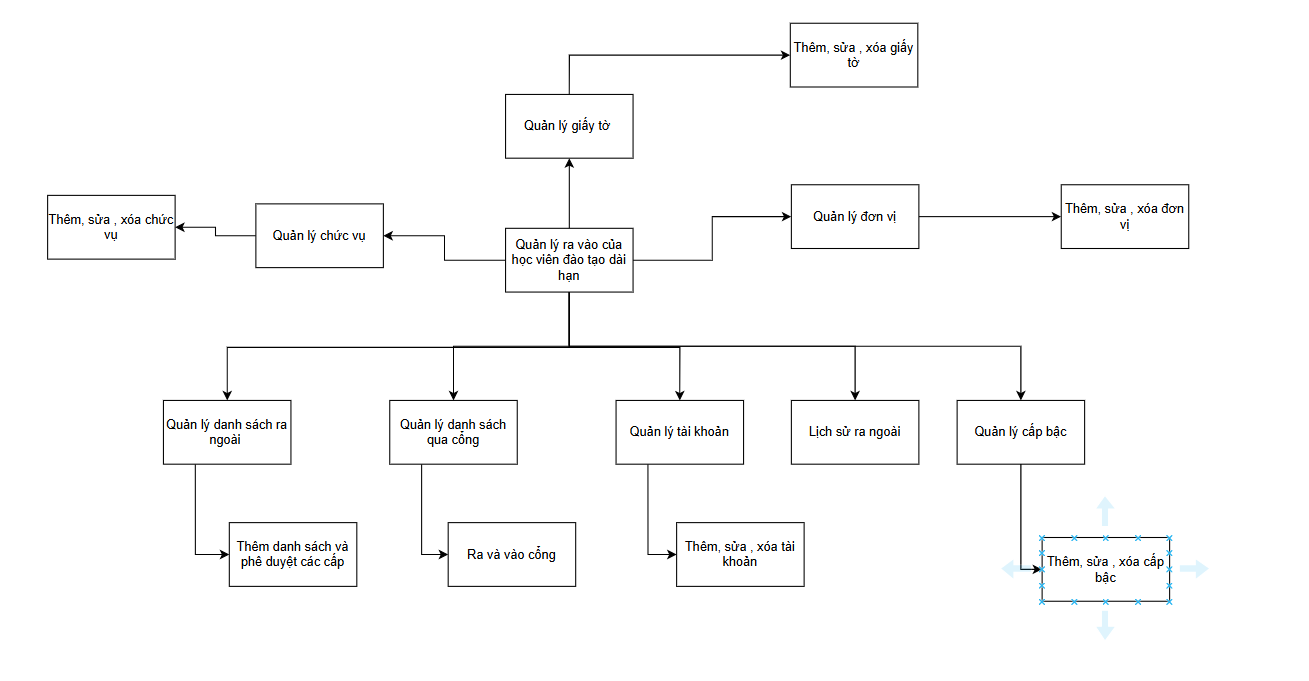 Thêm, sửa , xóa giấy
tờ
Quản lý giấy tờ
Thêm, sửa , xóa chức
vụ
Quản lý chức vụ
Quản lý ra vào của
học viên đào tạo dài
hạn
Quản lý đơn vị
Thêm, sửa , xóa đơn
vị
Quản lý danh sách ra
ngoài
Quản lý danh sách
qua cổng
Quản lý tài khoản
Lịch sử ra ngoài
Quản lý cấp bậc
Thêm danh sách và
phê duyệt các cấp
Ra và vào cổng
Thêm, sửa , xóa tài
khoản
Thêm, sửa , xóa cấp
bậc